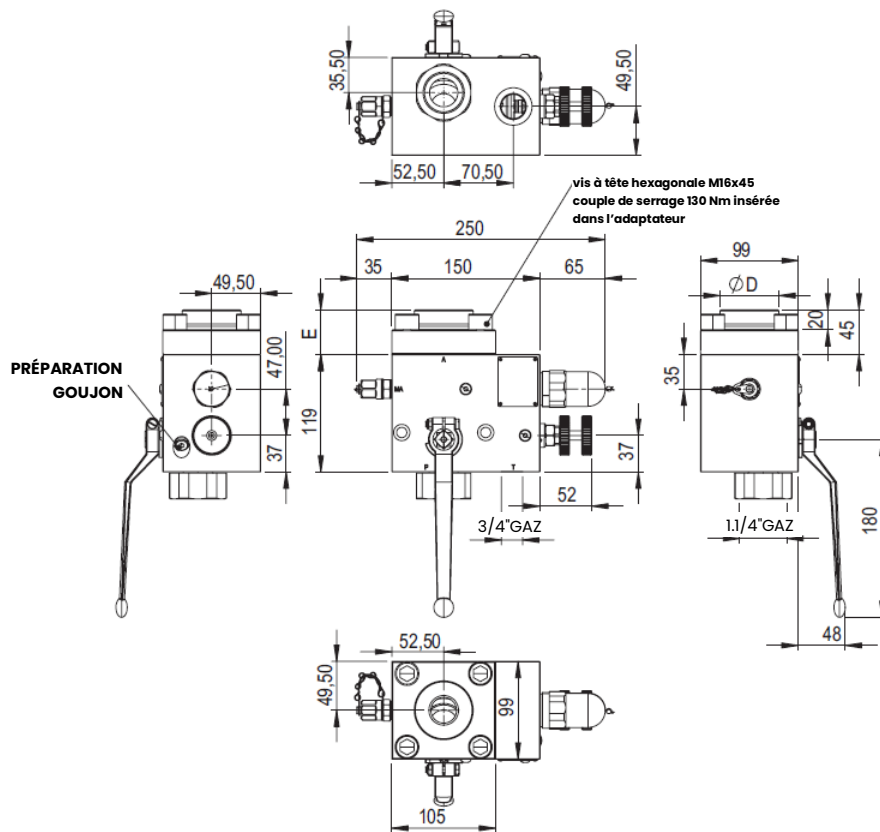 35,50
49,50
52,50
70,50
vis à tête hexagonale M16x45
couple de serrage 130 Nm insérée
dans l'adaptateur
250
35
150
65
99
49,50
ØD
E
20
45
47,00
35
A
MA
PRÉPARATION
GOUJON
119
37
37
P
T
52
3/4"GAZ
1.1/4"GAZ
180
48
52,50
49,50
99
105